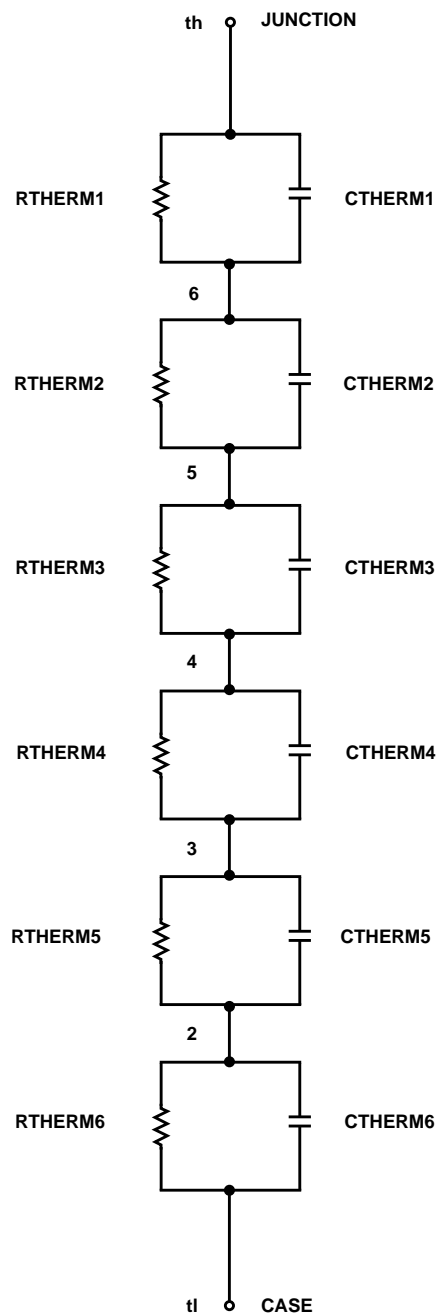 th JUNCTION
RTHERM1 CTHERM1
6
RTHERM2 CTHERM2
5
RTHERM3 CTHERM3
4
RTHERM4 CTHERM4
3
RTHERM5 CTHERM5
2
RTHERM6 CTHERM6
tl CASE